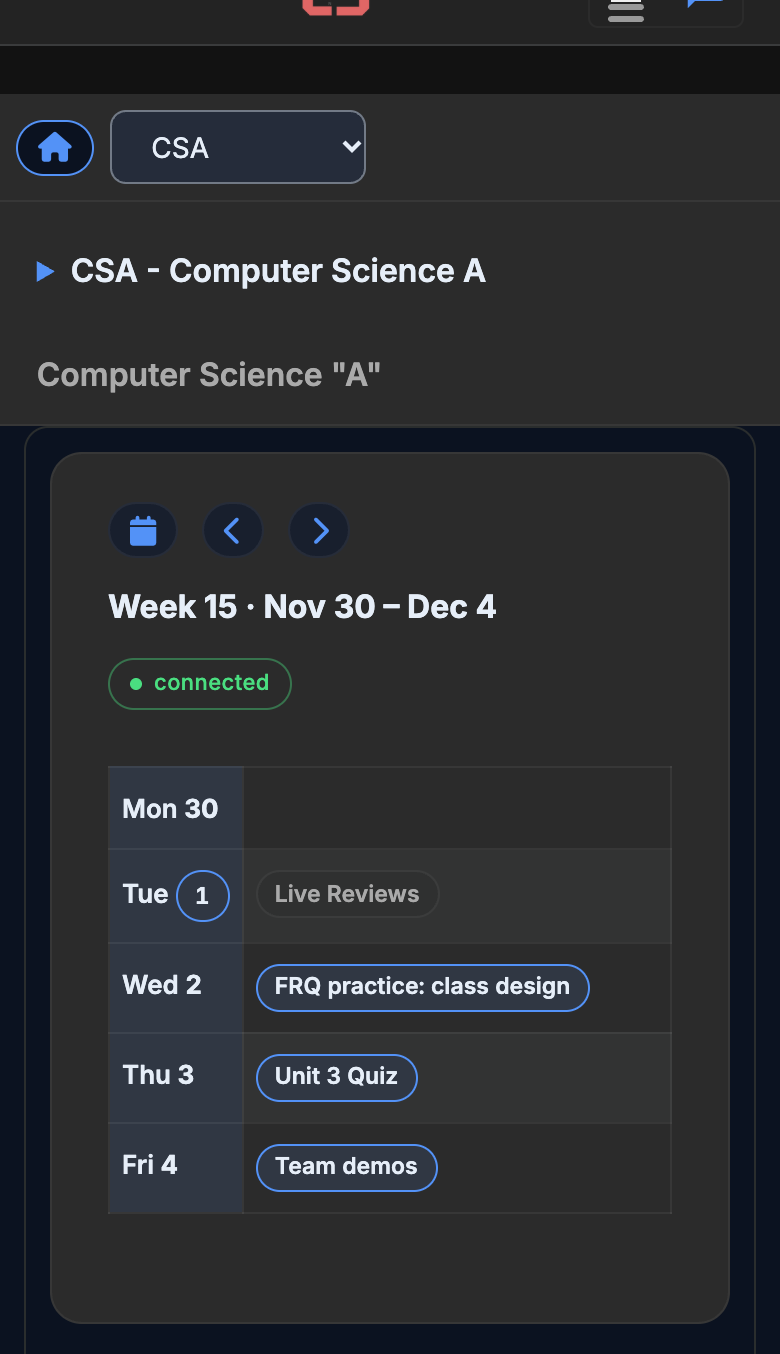 CSA
CSA - Computer Science A
Computer Science "A"
Week 15 · Nov 30 – Dec 4
connected
Mon 30
Tue 1 Live Reviews
Wed 2 FRQ practice: class design
Thu 3 Unit 3 Quiz
Fri 4 Team demos